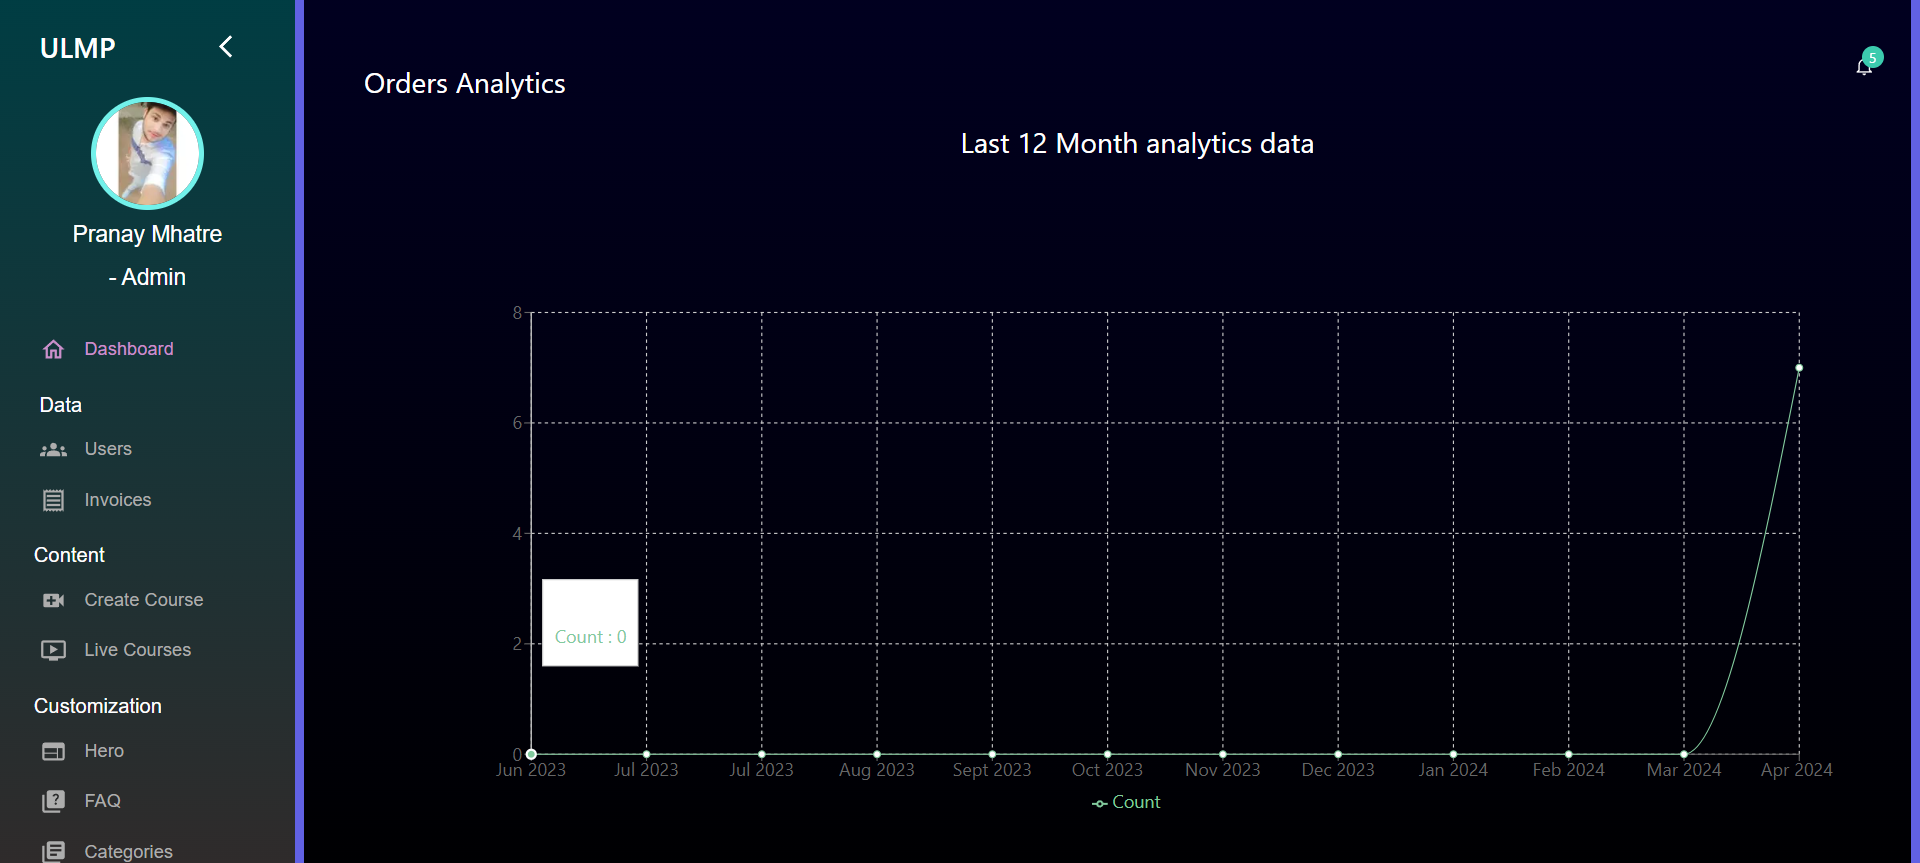 ULMP
Pranay Mhatre
- Admin
Dashboard
Data
Users
Invoices
Content
Create Course
Live Courses
Customization
Hero
FAQ
Categories
5
Orders Analytics
Last 12 Month analytics data
8
6
4
2
0
Count : 0
Jun 2023 Jul 2023 Jul 2023 Aug 2023 Sept 2023 Oct 2023 Nov 2023 Dec 2023 Jan 2024 Feb 2024 Mar 2024 Apr 2024
Count